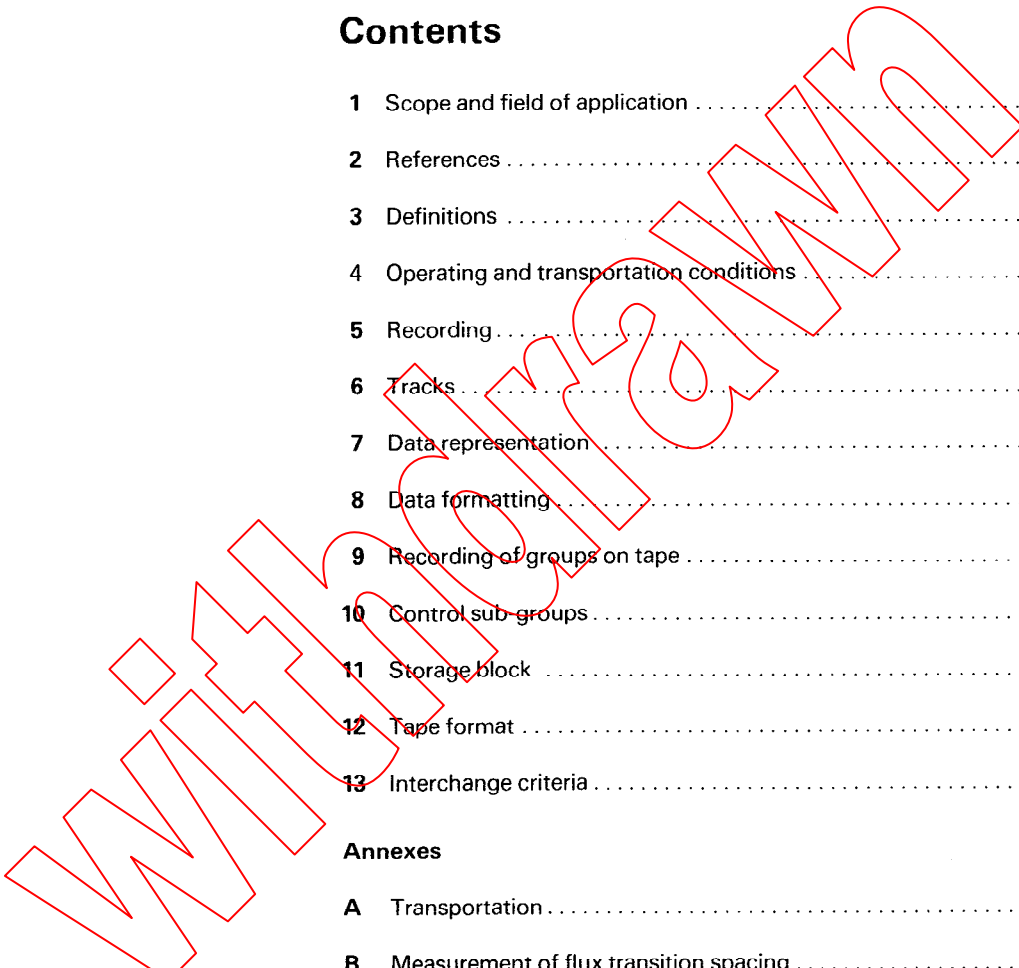 Contents
1 Scope and field of application . . . . . . . . . . . . . . . . . . . . . . . . . . . . . .
2 References . . . . . . . . . . . . . . . . . . . . . . . . . . . . . . . . . . . . . . . . . . . .
3 Definitions . . . . . . . . . . . . . . . . . . . . . . . . . . . . . . . . . . . . . . . . . . . .
4 Operating and transportation conditions . . . . . . . . . . . . . . . . . . .
5 Recording . . . . . . . . . . . . . . . . . . . . . . . . . . . . . . . . . . . . . . . . . . . . .
6 Tracks . . . . . . . . . . . . . . . . . . . . . . . . . . . . . . . . . . . . . . . . . . . . . . . .
7 Data representation . . . . . . . . . . . . . . . . . . . . . . . . . . . . . . . . . . . .
8 Data formatting . . . . . . . . . . . . . . . . . . . . . . . . . . . . . . . . . . . . . . .
9 Recording of groups on tape . . . . . . . . . . . . . . . . . . . . . . . . . . . .
10 Control sub-groups . . . . . . . . . . . . . . . . . . . . . . . . . . . . . . . . . . . .
11 Storage block . . . . . . . . . . . . . . . . . . . . . . . . . . . . . . . . . . . . . . . .
12 Tape format . . . . . . . . . . . . . . . . . . . . . . . . . . . . . . . . . . . . . . . . . .
13 Interchange criteria . . . . . . . . . . . . . . . . . . . . . . . . . . . . . . . . . . .
Annexes
A Transportation . . . . . . . . . . . . . . . . . . . . . . . . . . . . . . . . . . . . . . . .
B Measurement of flux transition spacing . . . . . . . . . . . . . . . . . . .
withdrawn